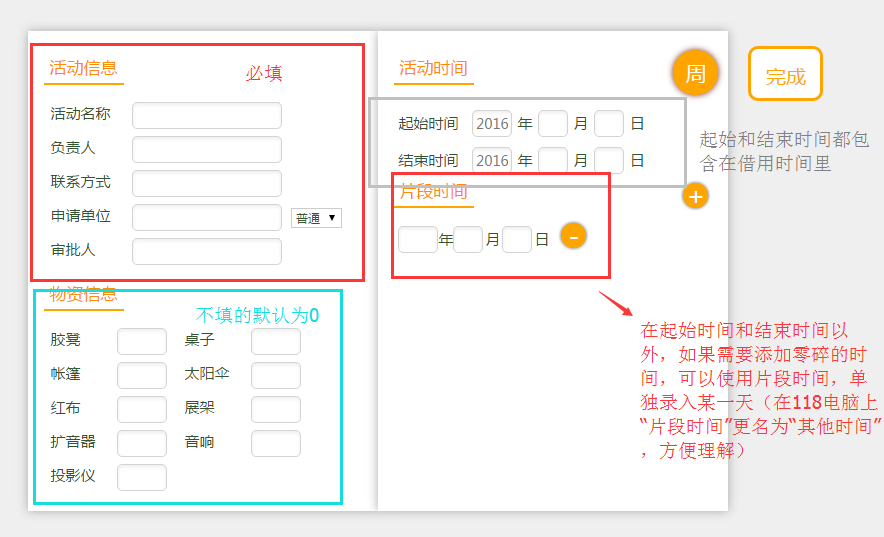 活动信息
必填
活动名称
负责人
联系方式
申请单位
普通
审批人
物资信息
不填的默认为0
胶凳
桌子
帐篷
太阳伞
红布
展架
扩音器
音响
投影仪
活动时间
周
完成
起始时间 2016 年 月 日
结束时间 2016 年 月 日
起始和结束时间都包
含在借用时间里
片段时间
+
年 月 日
-
在起始时间和结束时间以
外，如果需要添加零碎的时
间，可以使用片段时间，单
独录入某一天（在118电脑上
“片段时间”更名为“其他时间”
，方便理解）